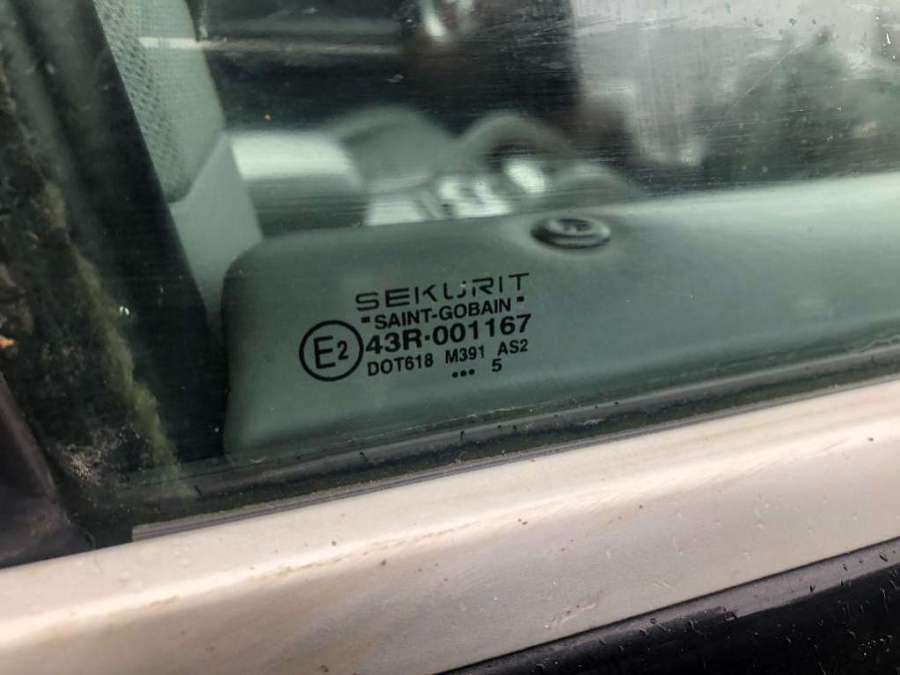 SEKURIT
"SAINT-GOBAIN"
E2 43R·001167
DOT618 M391 AS2
••• 5